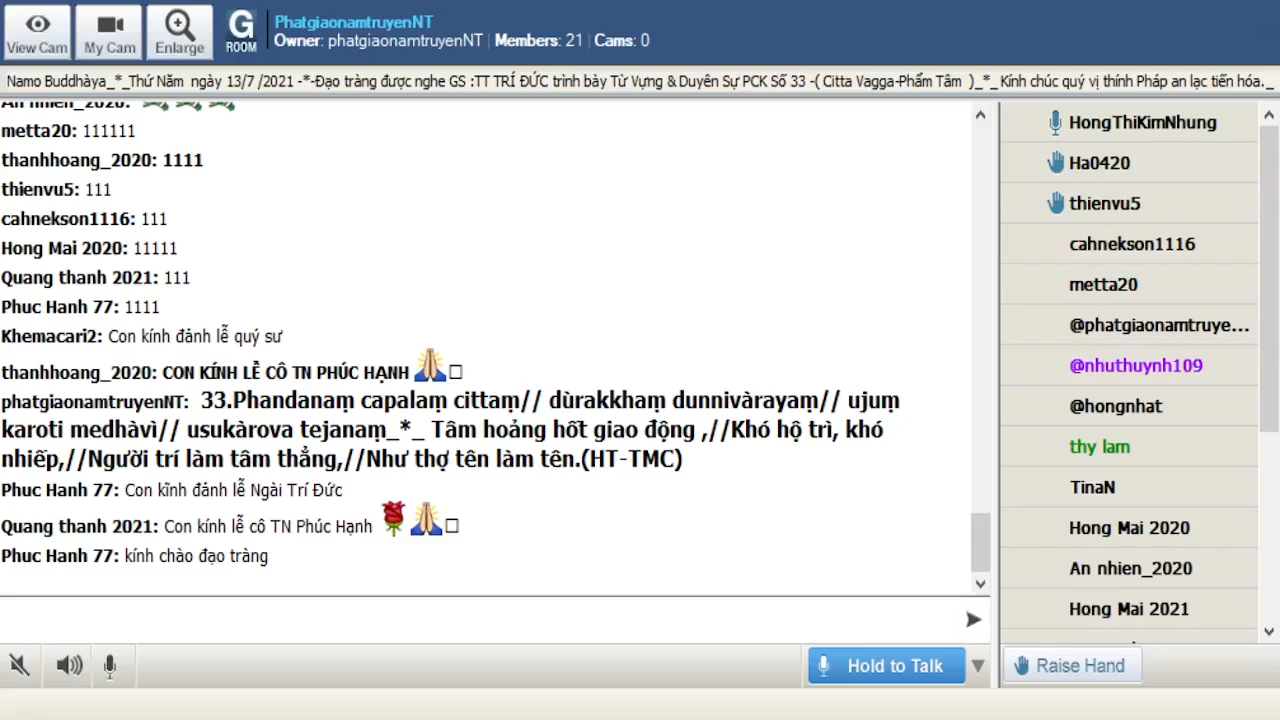 View Cam
My Cam
Enlarge
G
ROOM
PhatgiaonamtruyenNT
Owner: phatgiaonamtruyenNT | Members: 21 | Cams: 0
Namo Buddhàya_*_Thứ Năm ngày 13/7 /2021 -*-Đạo tràng được nghe GS :TT TRÍ ĐỨC trình bày Từ Vựng & Duyên Sự PCK Số 33 -( Citta Vagga-Phẩm Tâm )_*_Kính chúc quý vị thính Pháp an lạc tiến hóa._
An nhien_2020:
metta20: 111111
thanhhoang_2020: 1111
thienvu5: 111
cahnekson1116: 111
Hong Mai 2020: 11111
Quang thanh 2021: 111
Phuc Hanh 77: 1111
Khemacari2: Con kính đảnh lễ quý sư
thanhhoang_2020: CON KÍNH LỄ CÔ TN PHÚC HẠNH 🙏
phatgiaonamtruyenNT: 33.Phandanaṃ capalaṃ cittaṃ// dùrakkhaṃ dunnivàrayaṃ// ujuṃ
karoti medhàvì// usukàrova tejanaṃ_*_ Tâm hoảng hốt giao động ,//Khó hộ trì, khó
nhiếp,//Người trí làm tâm thẳng,//Như thợ tên làm tên.(HT-TMC)
Phuc Hanh 77: Con kĩnh đảnh lễ Ngài Trí Đức
Quang thanh 2021: Con kính lễ cô TN Phúc Hạnh 🌹🙏
Phuc Hanh 77: kính chào đạo tràng
Hold to Talk
HongThiKimNhung
Ha0420
thienvu5
cahnekson1116
metta20
@phatgiaonamtruye...
@nhuthuynh109
@hongnhat
thy lam
TinaN
Hong Mai 2020
An nhien_2020
Hong Mai 2021
Raise Hand